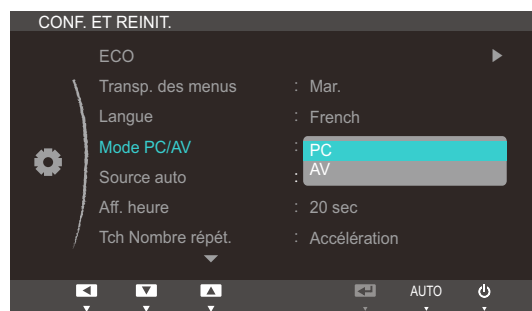 CONF. ET REINIT.
ECO
Transp. des menus : Mar.
Langue : French
Mode PC/AV : PC
AV
Source auto :
Aff. heure : 20 sec
Tch Nombre répét. : Accélération
AUTO